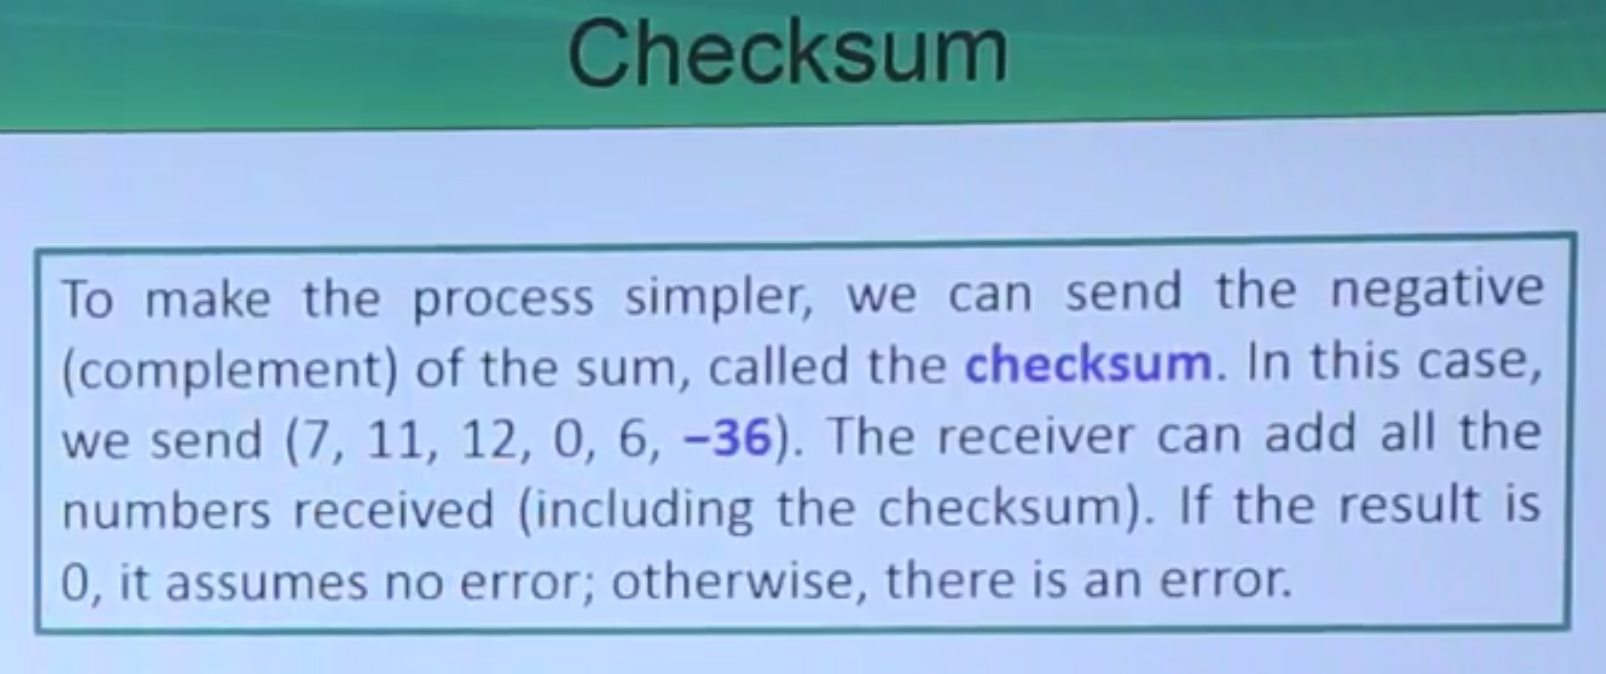 Checksum
To make the process simpler, we can send the negative
(complement) of the sum, called the checksum. In this case,
we send (7, 11, 12, 0, 6, –36). The receiver can add all the
numbers received (including the checksum). If the result is
0, it assumes no error; otherwise, there is an error.